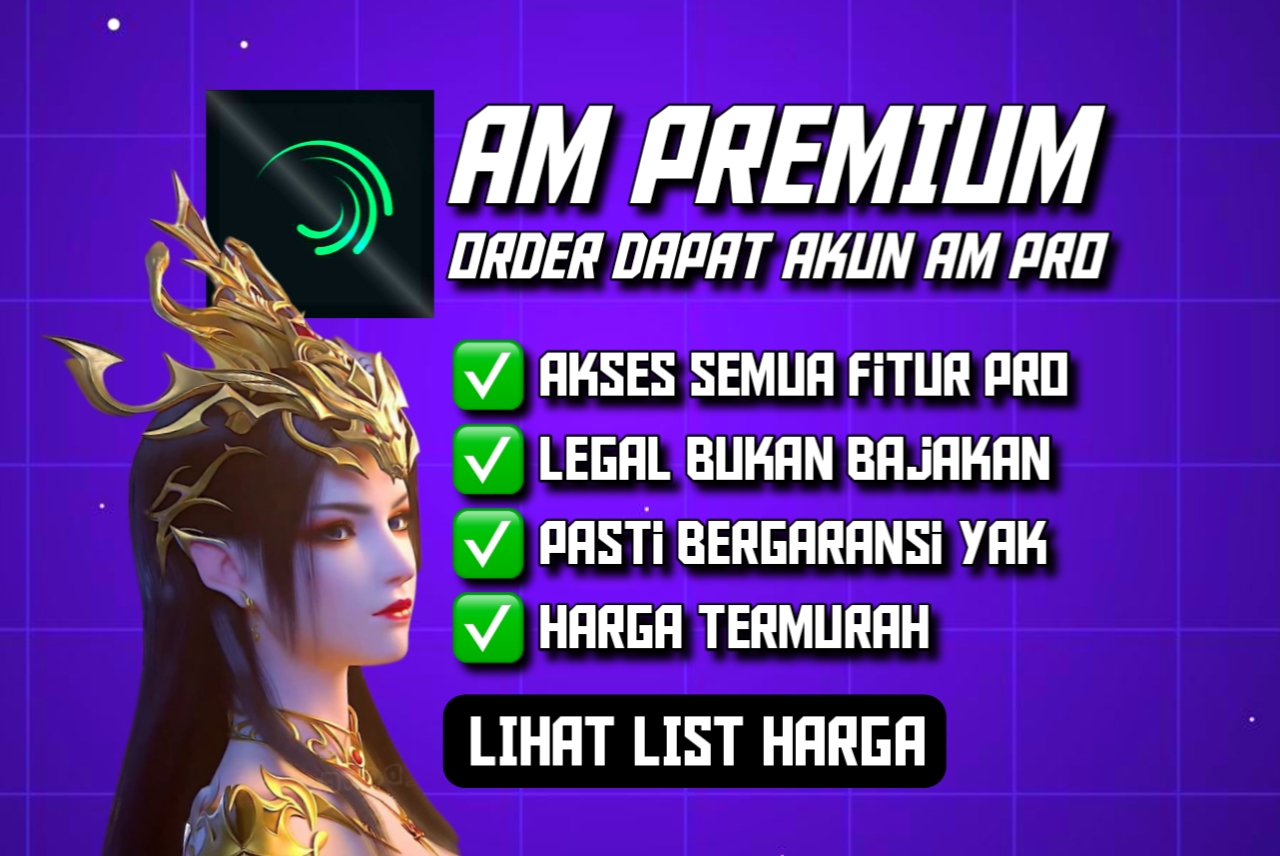 AM PREMIUM
ORDER DAPAT AKUN AM PRO
✅ AKSES SEMUA FiTUR PRO
✅ LEGAL BUKAN BAJAKAN
✅ PASTi BERGARANSi YAK
✅ HARGA TERMURAH
LIHAT LIST HARGA